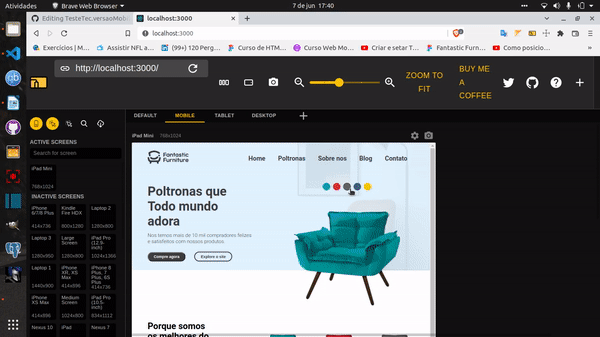 Atividades
Brave Web Browser
7 de jun 17:40
Editing TesteTec.versaoMob
localhost:3000
localhost:3000
Exercicios | Mo
Assistir NFL a
(99+) 120 Perg
Curso de HTM
Curso Web Mo
Criar e setar T
Fantastic Furn
Como posicio
http://localhost:3000/
ZOOM TO FIT
BUY ME A COFFEE
DEFAULT
MOBILE
TABLET
DESKTOP
ACTIVE SCREENS
Search for screen
iPad Mini
768x1024
INACTIVE SCREENS
iPhone 6/7/8 Plus
414x736
Kindle Fire HDX
800x1280
Laptop 2
1280x800
Laptop 3
1280x950
Large Screen
1280x800
iPad Pro (12.9-inch)
1024x1366
Laptop 1
1440x900
iPhone XR, XS Max
414x896
iPhone 6 Plus, 7 Plus, 6S Plus
414x736
iPhone XS Max
414x896
Medium Screen
1024x800
iPad Pro (10.5-inch)
834x1112
Nexus 10
iPad
Nexus 7
iPad Mini
768x1024
Fantastic Furniture
Home
Poltronas
Sobre nos
Blog
Contato
Poltronas que
Todo mundo
adora
Nos temos mais de 10 mil compradores felizes
e satisfeitos com nossos produtos.
Compre agora
Explore o site
Porque somos
os melhores do